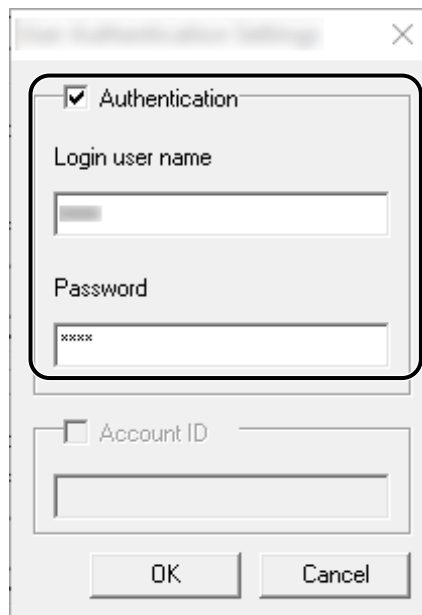 Authentication
Login user name
Password
****
Account ID
OK
Cancel